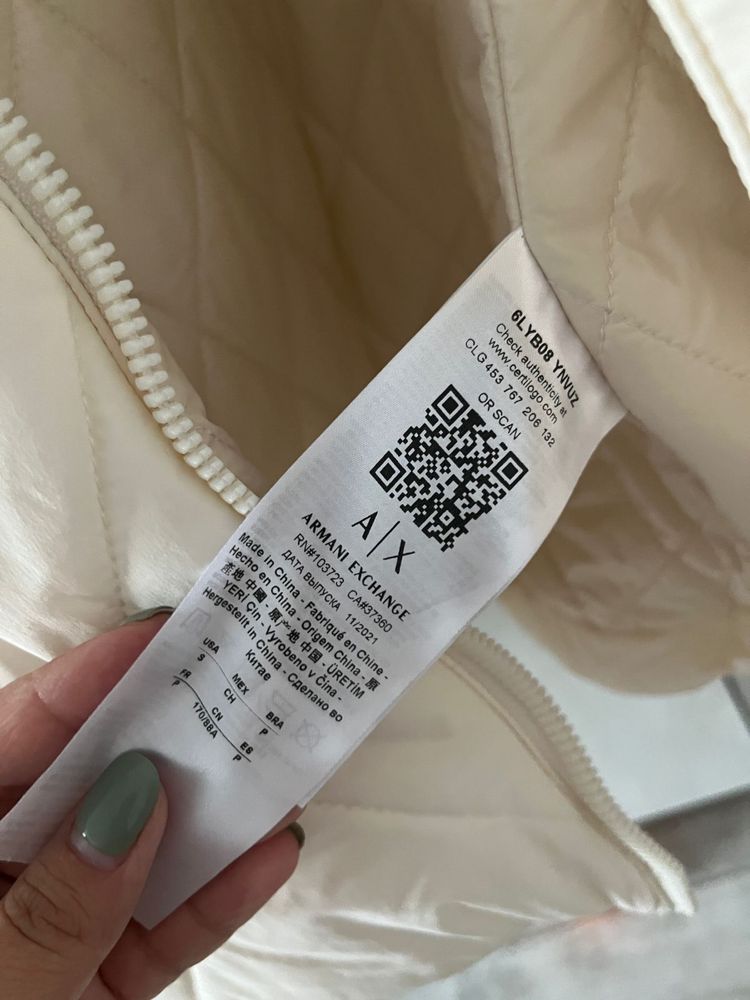 6LYB08 YNVUZ
Check authenticity at
www.certilogo.com
CLG 453 767 206 132
OR SCAN
A|X
ARMANI EXCHANGE
RN#103723 CA#37360
ДАТА ВЫПУСКА 11/2021
Made in China - Fabriqué en Chine -
Hecho en China - Origem China - 原
產地 中國 - 原产地 中国 - ÜRETİM
YERİ Çin - Vyrobeno v Čína -
Hergestellt in China - Сделано во
Китае
USA MEX BRA
S CH P
FR CN ES
P 170/88A P